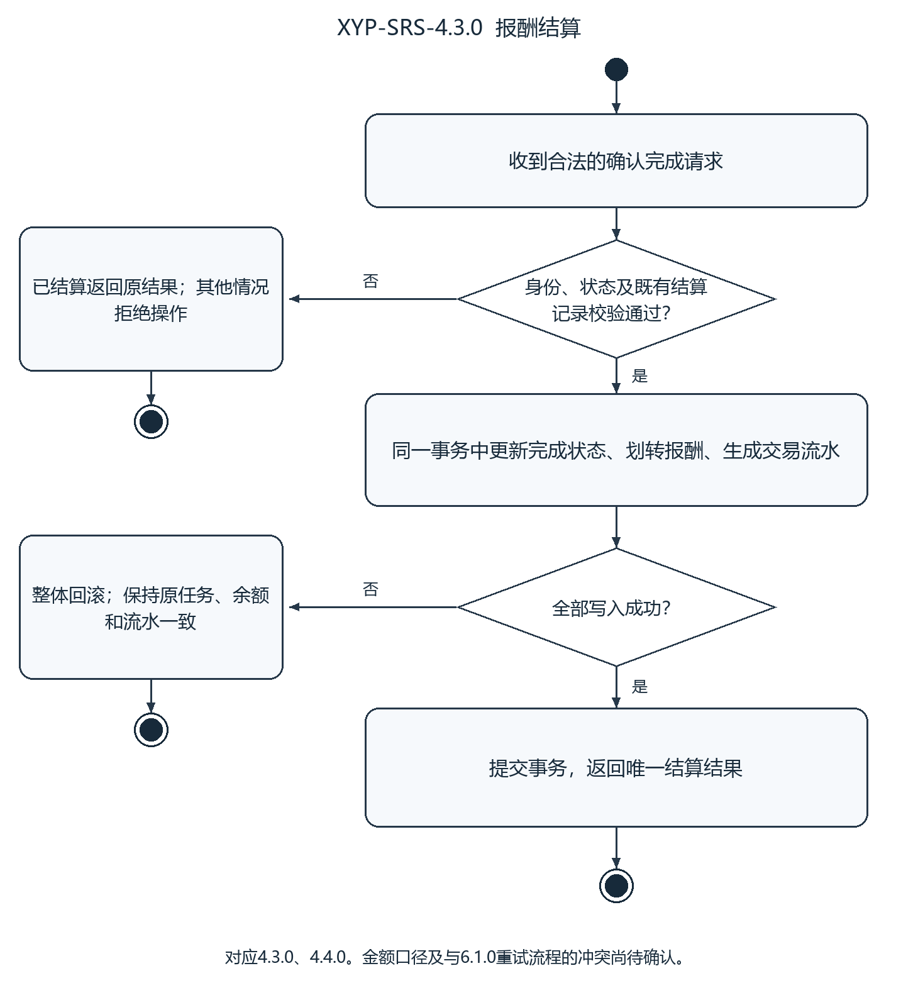 XYP-SRS-4.3.0 报酬结算
收到合法的确认完成请求
身份、状态及既有结算
记录校验通过？
否
已结算返回原结果；其他情况
拒绝操作
是
同一事务中更新完成状态、划转报酬、生成交易流水
全部写入成功？
否
整体回滚；保持原任务、余额
和流水一致
是
提交事务，返回唯一结算结果
对应4.3.0、4.4.0。金额口径及与6.1.0重试流程的冲突尚待确认。